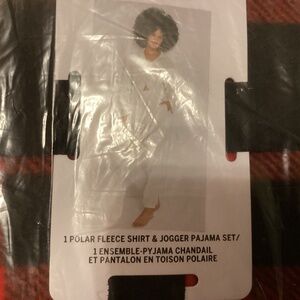 1 POLAR FLEECE SHIRT & JOGGER PAJAMA SET/
1 ENSEMBLE-PYJAMA CHANDAIL
ET PANTALON EN TOISON POLAIRE